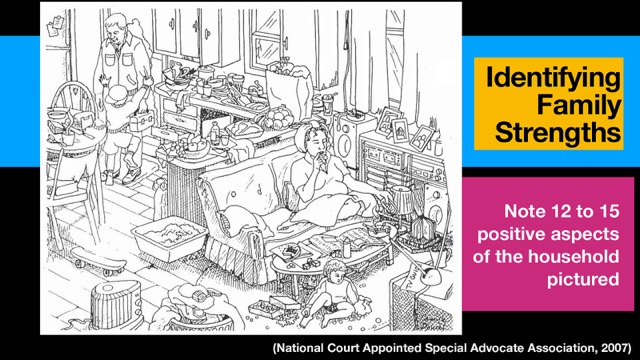 Identifying
Family
Strengths
Note 12 to 15
positive aspects
of the household
pictured
(National Court Appointed Special Advocate Association, 2007)